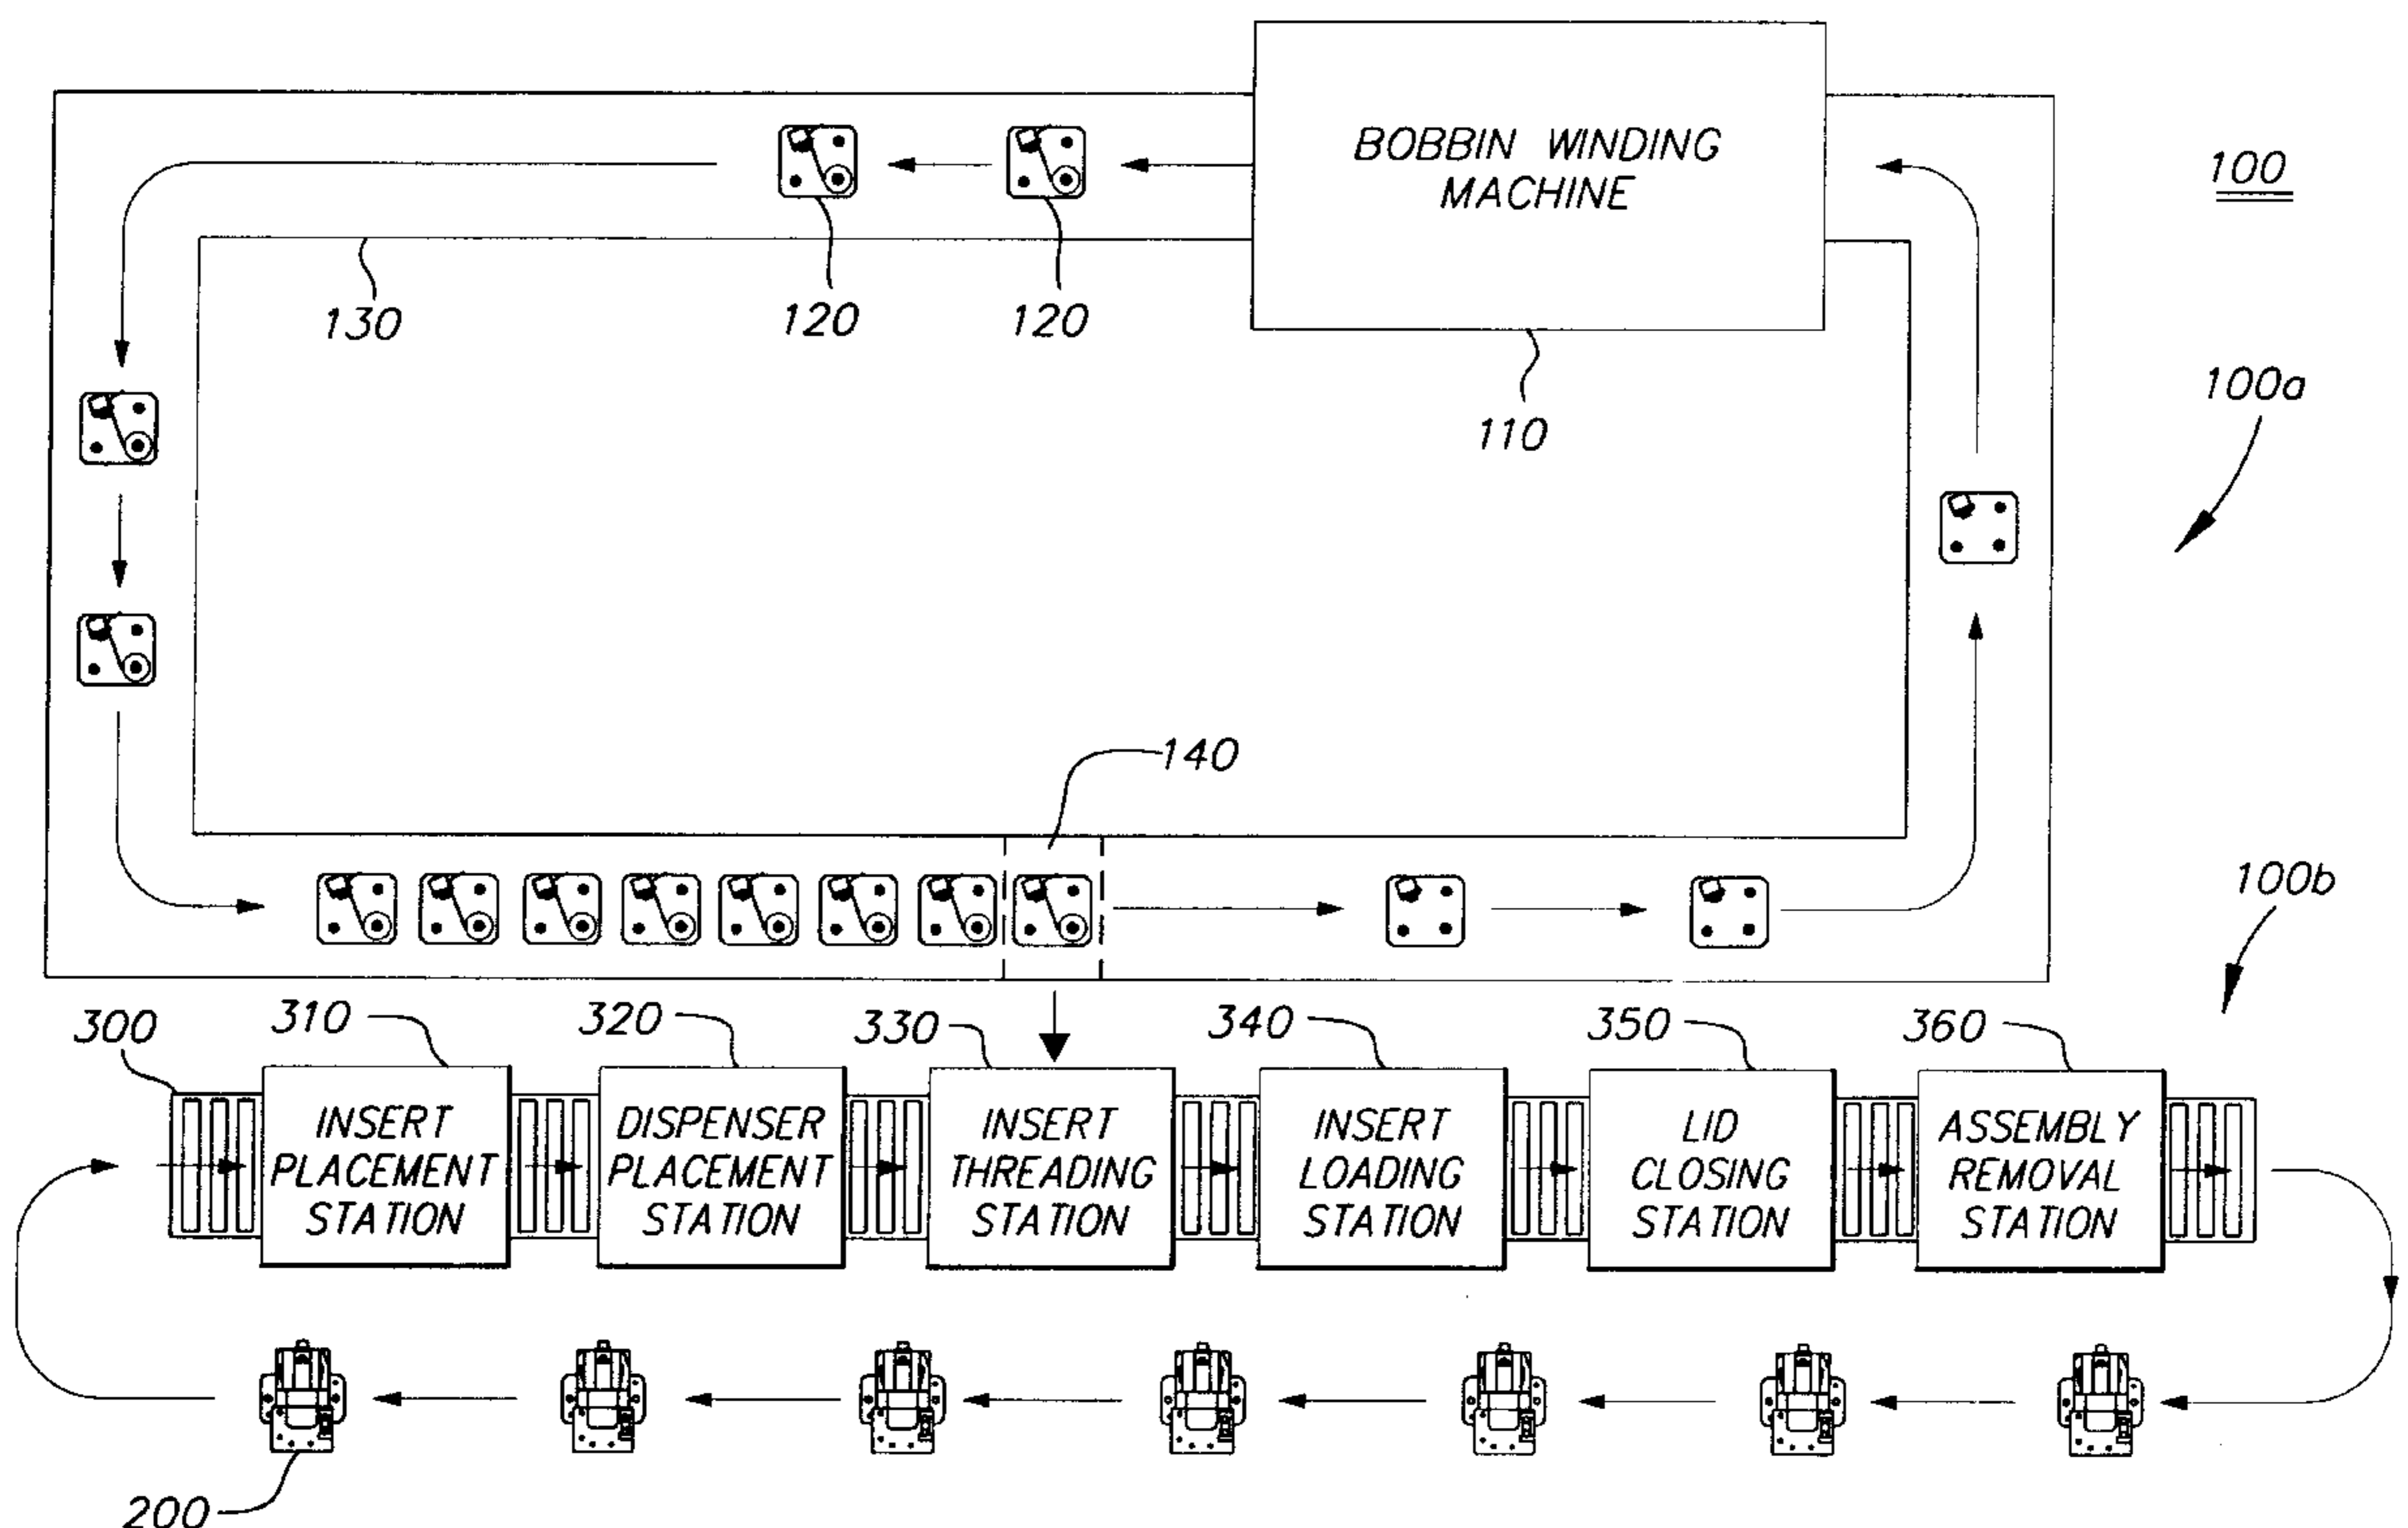 BOBBIN WINDING
MACHINE
100
130
120
120
110
100a
140
100b
300
310
320
330
340
350
360
INSERT
PLACEMENT
STATION
DISPENSER
PLACEMENT
STATION
INSERT
THREADING
STATION
INSERT
LOADING
STATION
LID
CLOSING
STATION
ASSEMBLY
REMOVAL
STATION
200